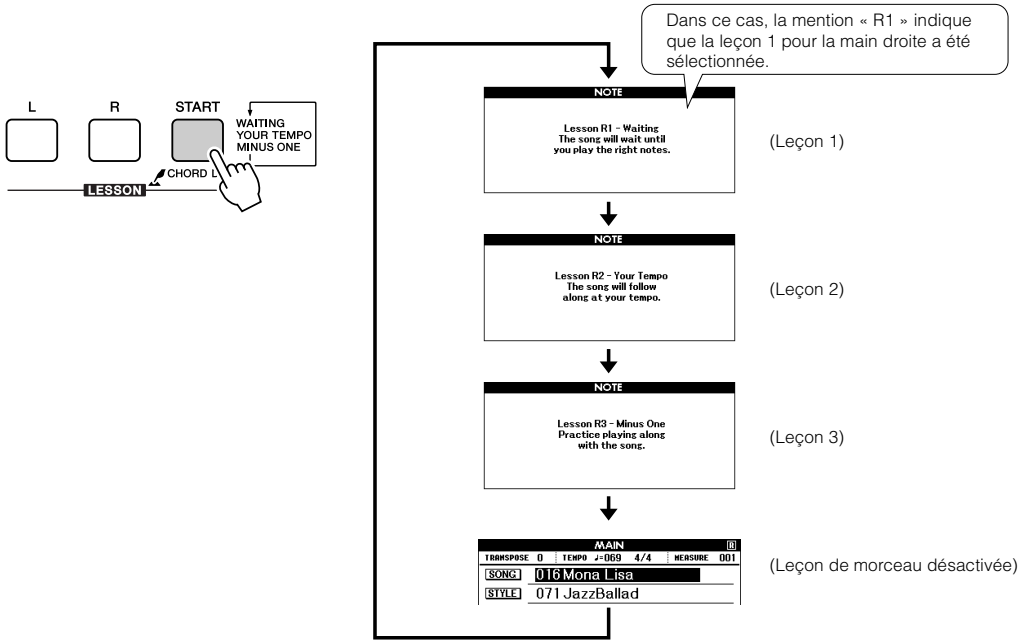 Dans ce cas, la mention « R1 » indique
que la leçon 1 pour la main droite a été
sélectionnée.
L R START
WAITING
YOUR TEMPO
MINUS ONE
CHORD L
LESSON
NOTE
Lesson R1 - Waiting
The song will wait until
you play the right notes.
(Leçon 1)
NOTE
Lesson R2 - Your Tempo
The song will follow
along at your tempo.
(Leçon 2)
NOTE
Lesson R3 - Minus One
Practice playing along
with the song.
(Leçon 3)
MAIN R
TRANSPOSE 0 TEMPO ♩=069 4/4 MEASURE 001
SONG 016 Mona Lisa
STYLE 071 JazzBallad
(Leçon de morceau désactivée)